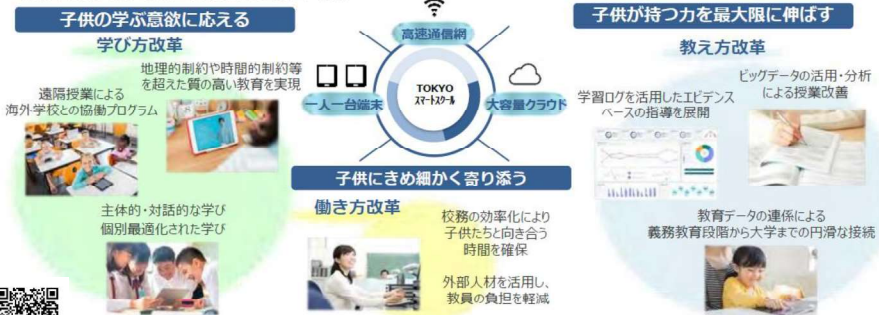 子供の学ぶ意欲に応える
学び方改革
地理的制約や時間的制約等
を超えた質の高い教育を実現
遠隔授業による
海外学校との協働プログラム
主体的・対話的な学び
個別最適化された学び
高速通信網
一人一台端末
TOKYO
スマートスクール
大容量クラウド
子供にきめ細かく寄り添う
働き方改革
校務の効率化により
子供たちと向き合う
時間を確保
外部人材を活用し、
教員の負担を軽減
子供が持つ力を最大限に伸ばす
教え方改革
ビッグデータの活用・分析
による授業改善
学習ログを活用したエビデンス
ベースの指導を展開
教育データの連係による
義務教育段階から大学までの円滑な接続